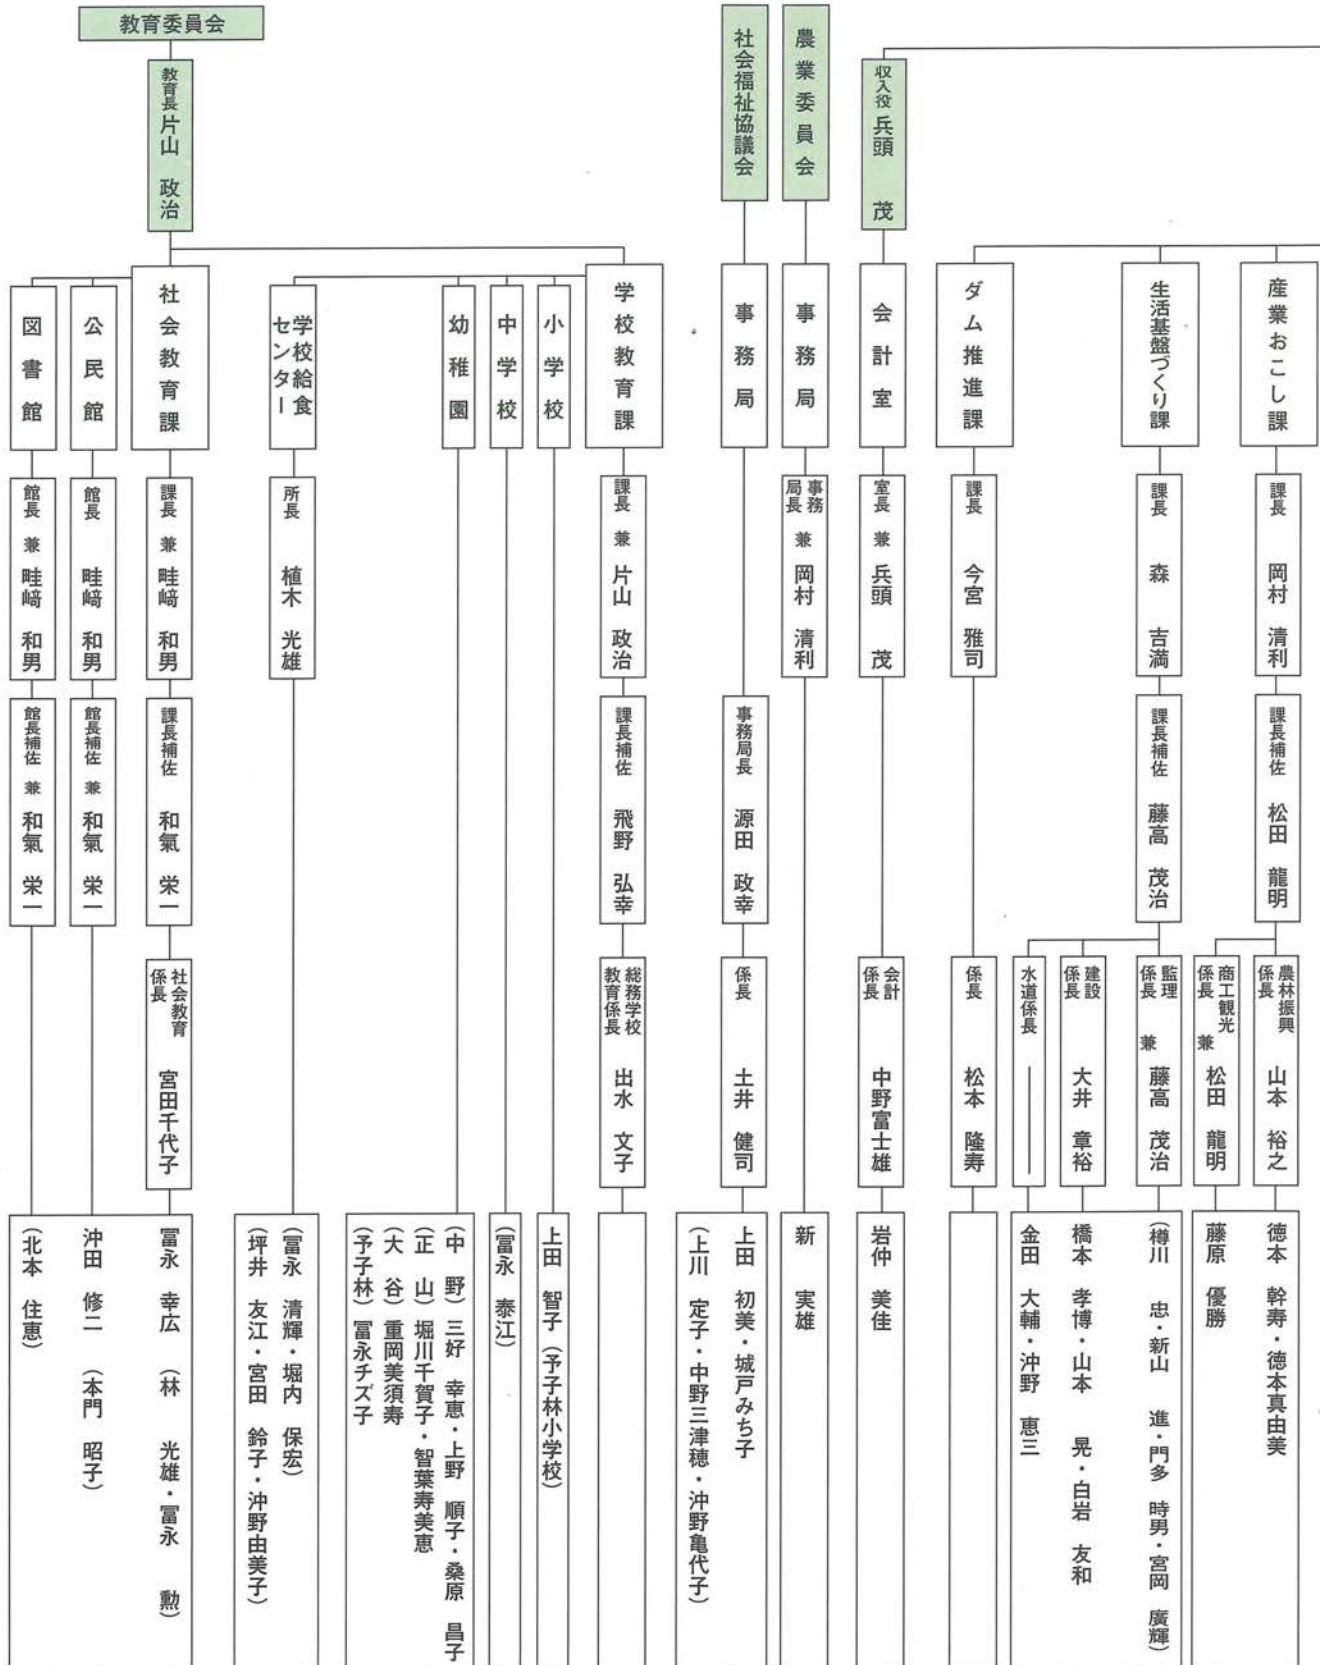 産業おこし課
課長 岡村 清利
課長補佐 松田 龍明
農林振興係長 山本 裕之
徳本 幹寿・徳本真由美
商工観光係長 兼 松田 龍明
藤原 優勝
生活基盤づくり課
課長 森 吉満
課長補佐 藤高 茂治
監理係長 兼 藤高 茂治
(樽川 忠・新山 進・門多 時男・宮岡 廣輝)
建設係長 大井 章裕
橋本 孝博・山本 晃・白岩 友和
水道係長 ―――
金田 大輔・沖野 恵三
ダム推進課
課長 今宮 雅司
係長 松本 隆寿
収入役 兵頭 茂
会計室
室長 兼 兵頭 茂
会計係長 中野富士雄
岩仲 美佳
農業委員会
事務局
事務局長 兼 岡村 清利
新 実雄
社会福祉協議会
事務局
事務局長 源田 政幸
係長 土井 健司
上田 初美・城戸みち子
(上川 定子・中野三津穂・沖野亀代子)
教育委員会
教育長 片山 政治
学校教育課
課長 兼 片山 政治
課長補佐 飛野 弘幸
総務学校教育係長 出水 文子
小学校
上田 智子 (予子林小学校)
中学校
(冨永 泰江)
幼稚園
(中 野) 三好 幸恵・上野 順子・桑原 昌子
(正 山) 堀川千賀子・智葉寿美恵
(大 谷) 重岡美須寿
(予子林) 冨永チズ子
学校給食センター
所長 植木 光雄
(冨永 清輝・堀内 保宏)
(坪井 友江・宮田 鈴子・沖野由美子)
社会教育課
課長 兼 畦﨑 和男
課長補佐 和氣 栄一
社会教育係長 宮田千代子
冨永 幸広 (林 光雄・冨永 勲)
公民館
館長 畦﨑 和男
館長補佐 兼 和氣 栄一
沖田 修二 (本門 昭子)
図書館
館長 兼 畦﨑 和男
館長補佐 兼 和氣 栄一
(北本 住恵)